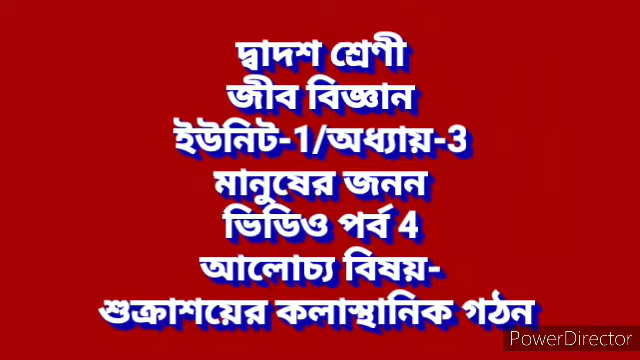 দ্বাদশ শ্রেণী
জীব বিজ্ঞান
ইউনিট-1/অধ্যায়-3
মানুষের জনন
ভিডিও পর্ব 4
আলোচ্য বিষয়-
শুক্রাশয়ের কলাস্থানিক গঠন
PowerDirector